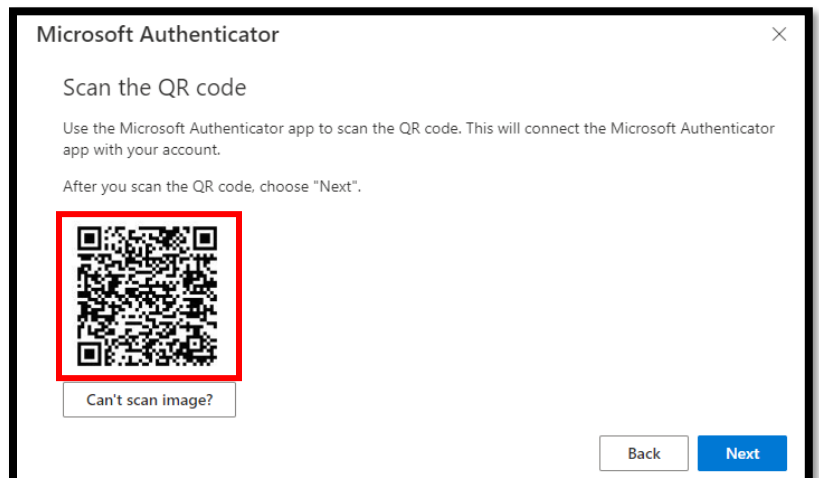 Microsoft Authenticator
Scan the QR code
Use the Microsoft Authenticator app to scan the QR code. This will connect the Microsoft Authenticator
app with your account.
After you scan the QR code, choose "Next".
Can't scan image?
Back
Next